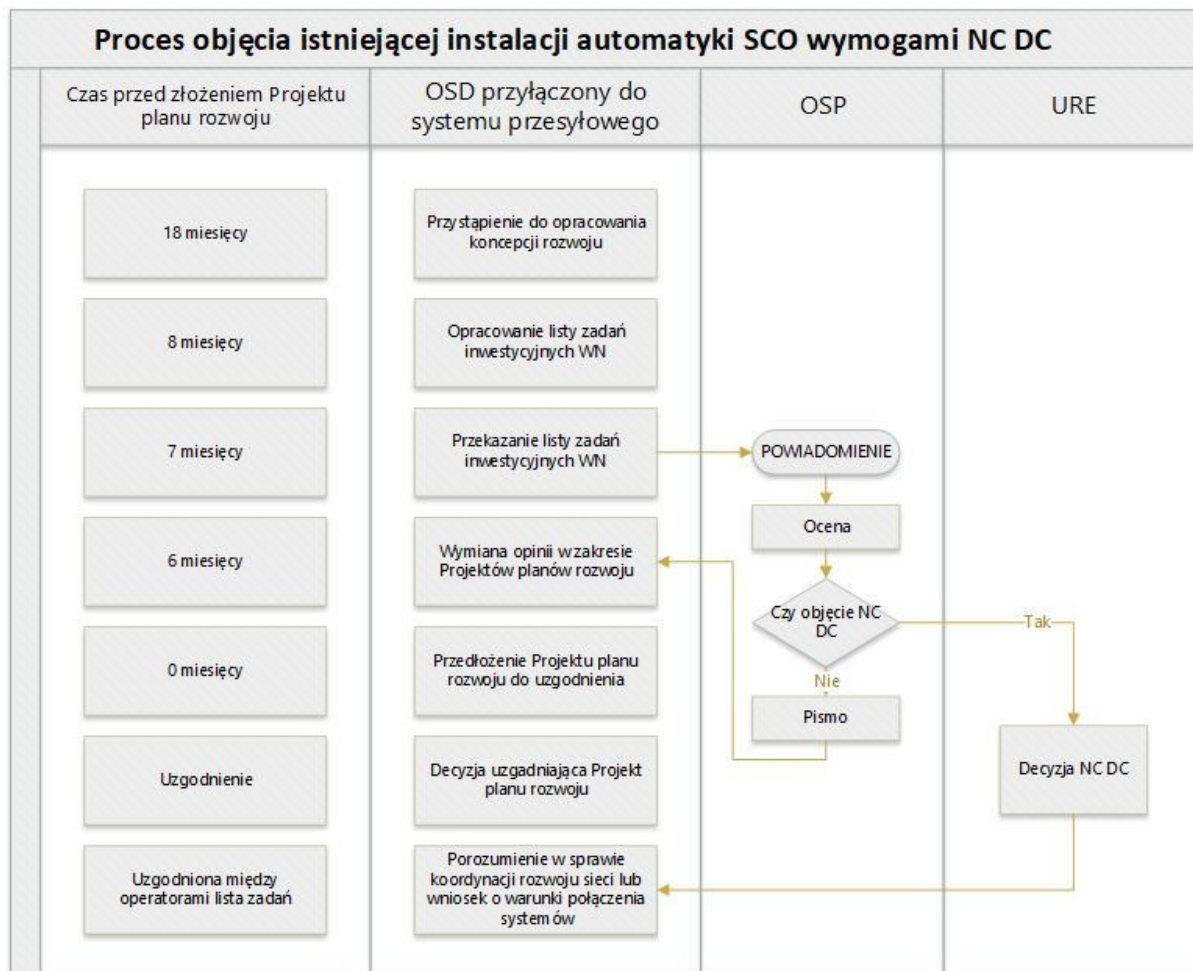 Proces objęcia istniejącej instalacji automatyki SCO wymogami NC DC
Czas przed złożeniem Projektu
planu rozwoju
OSD przyłączony do
systemu przesyłowego
OSP
URE
18 miesięcy
Przystąpienie do opracowania
koncepcji rozwoju
8 miesięcy
Opracowanie listy zadań
inwestycyjnych WN
7 miesięcy
Przekazanie listy zadań
inwestycyjnych WN
POWIADOMIENIE
Ocena
6 miesięcy
Wymiana opinii w zakresie
Projektów planów rozwoju
Czy objęcie NC
DC
Tak
Nie
0 miesięcy
Przedłożenie Projektu planu
rozwoju do uzgodnienia
Pismo
Uzgodnienie
Decyzja uzgadniająca Projekt
planu rozwoju
Decyzja NC DC
Uzgodniona między
operatorami lista zadań
Porozumienie w sprawie
koordynacji rozwoju sieci lub
wniosek o warunki połączenia
systemów